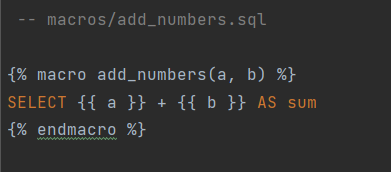 -- macros/add_numbers.sql
{% macro add_numbers(a, b) %}
SELECT {{ a }} + {{ b }} AS sum
{% endmacro %}